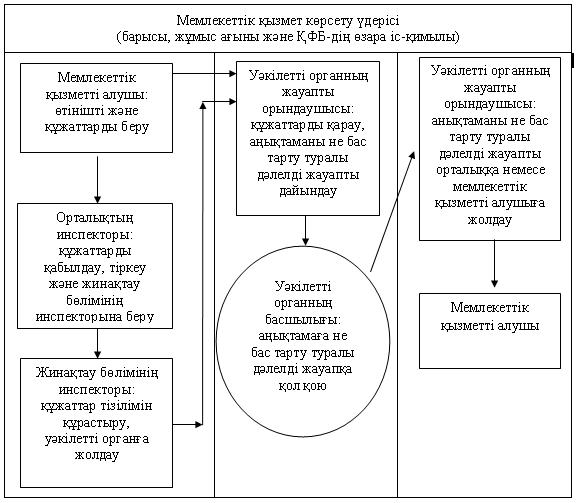 Мемлекеттік қызмет көрсету үдерісі
(барысы, жұмыс ағыны және ҚФБ-дің өзара іс-қимылы)
Мемлекеттік
қызметті алушы:
өтінішті және
құжаттарды беру
Орталықтың
инспекторы:
құжаттарды
қабылдау, тіркеу
және жинақтау
бөлімінің
инспекторына беру
Жинақтау бөлімінің
инспекторы:
құжаттар тізілімін
құрастыру,
уәкілетті органға
жолдау
Уәкілетті органның
жауапты
орындаушысы:
құжаттарды қарау,
аңықтаманы не бас
тарту туралы
дәлелді жауапты
дайындау
Уәкілетті
органның
басшылығы:
аңықтамаға не
бас тарту туралы
дәлелді жауапқа
қол қою
Уәкілетті органның
жауапты
орындаушысы:
анықтаманы не бас
тарту туралы
дәлелді жауапты
орталыққа немесе
мемлекеттік
қызметті алушыға
жолдау
Мемлекеттік
қызметті алушы